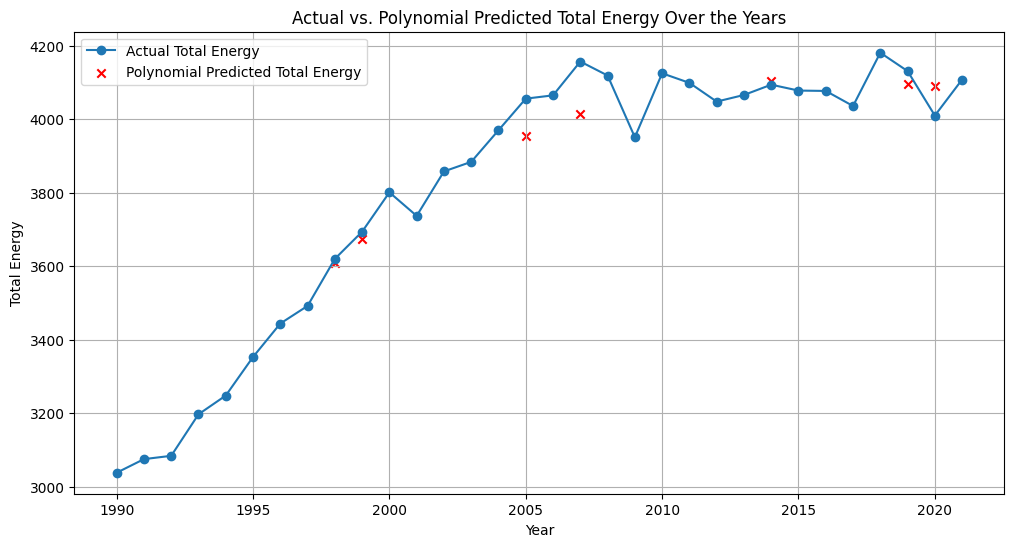 Actual vs. Polynomial Predicted Total Energy Over the Years
Actual Total Energy
Polynomial Predicted Total Energy
4200
4000
3800
3600
3400
3200
3000
Total Energy
1990 1995 2000 2005 2010 2015 2020
Year